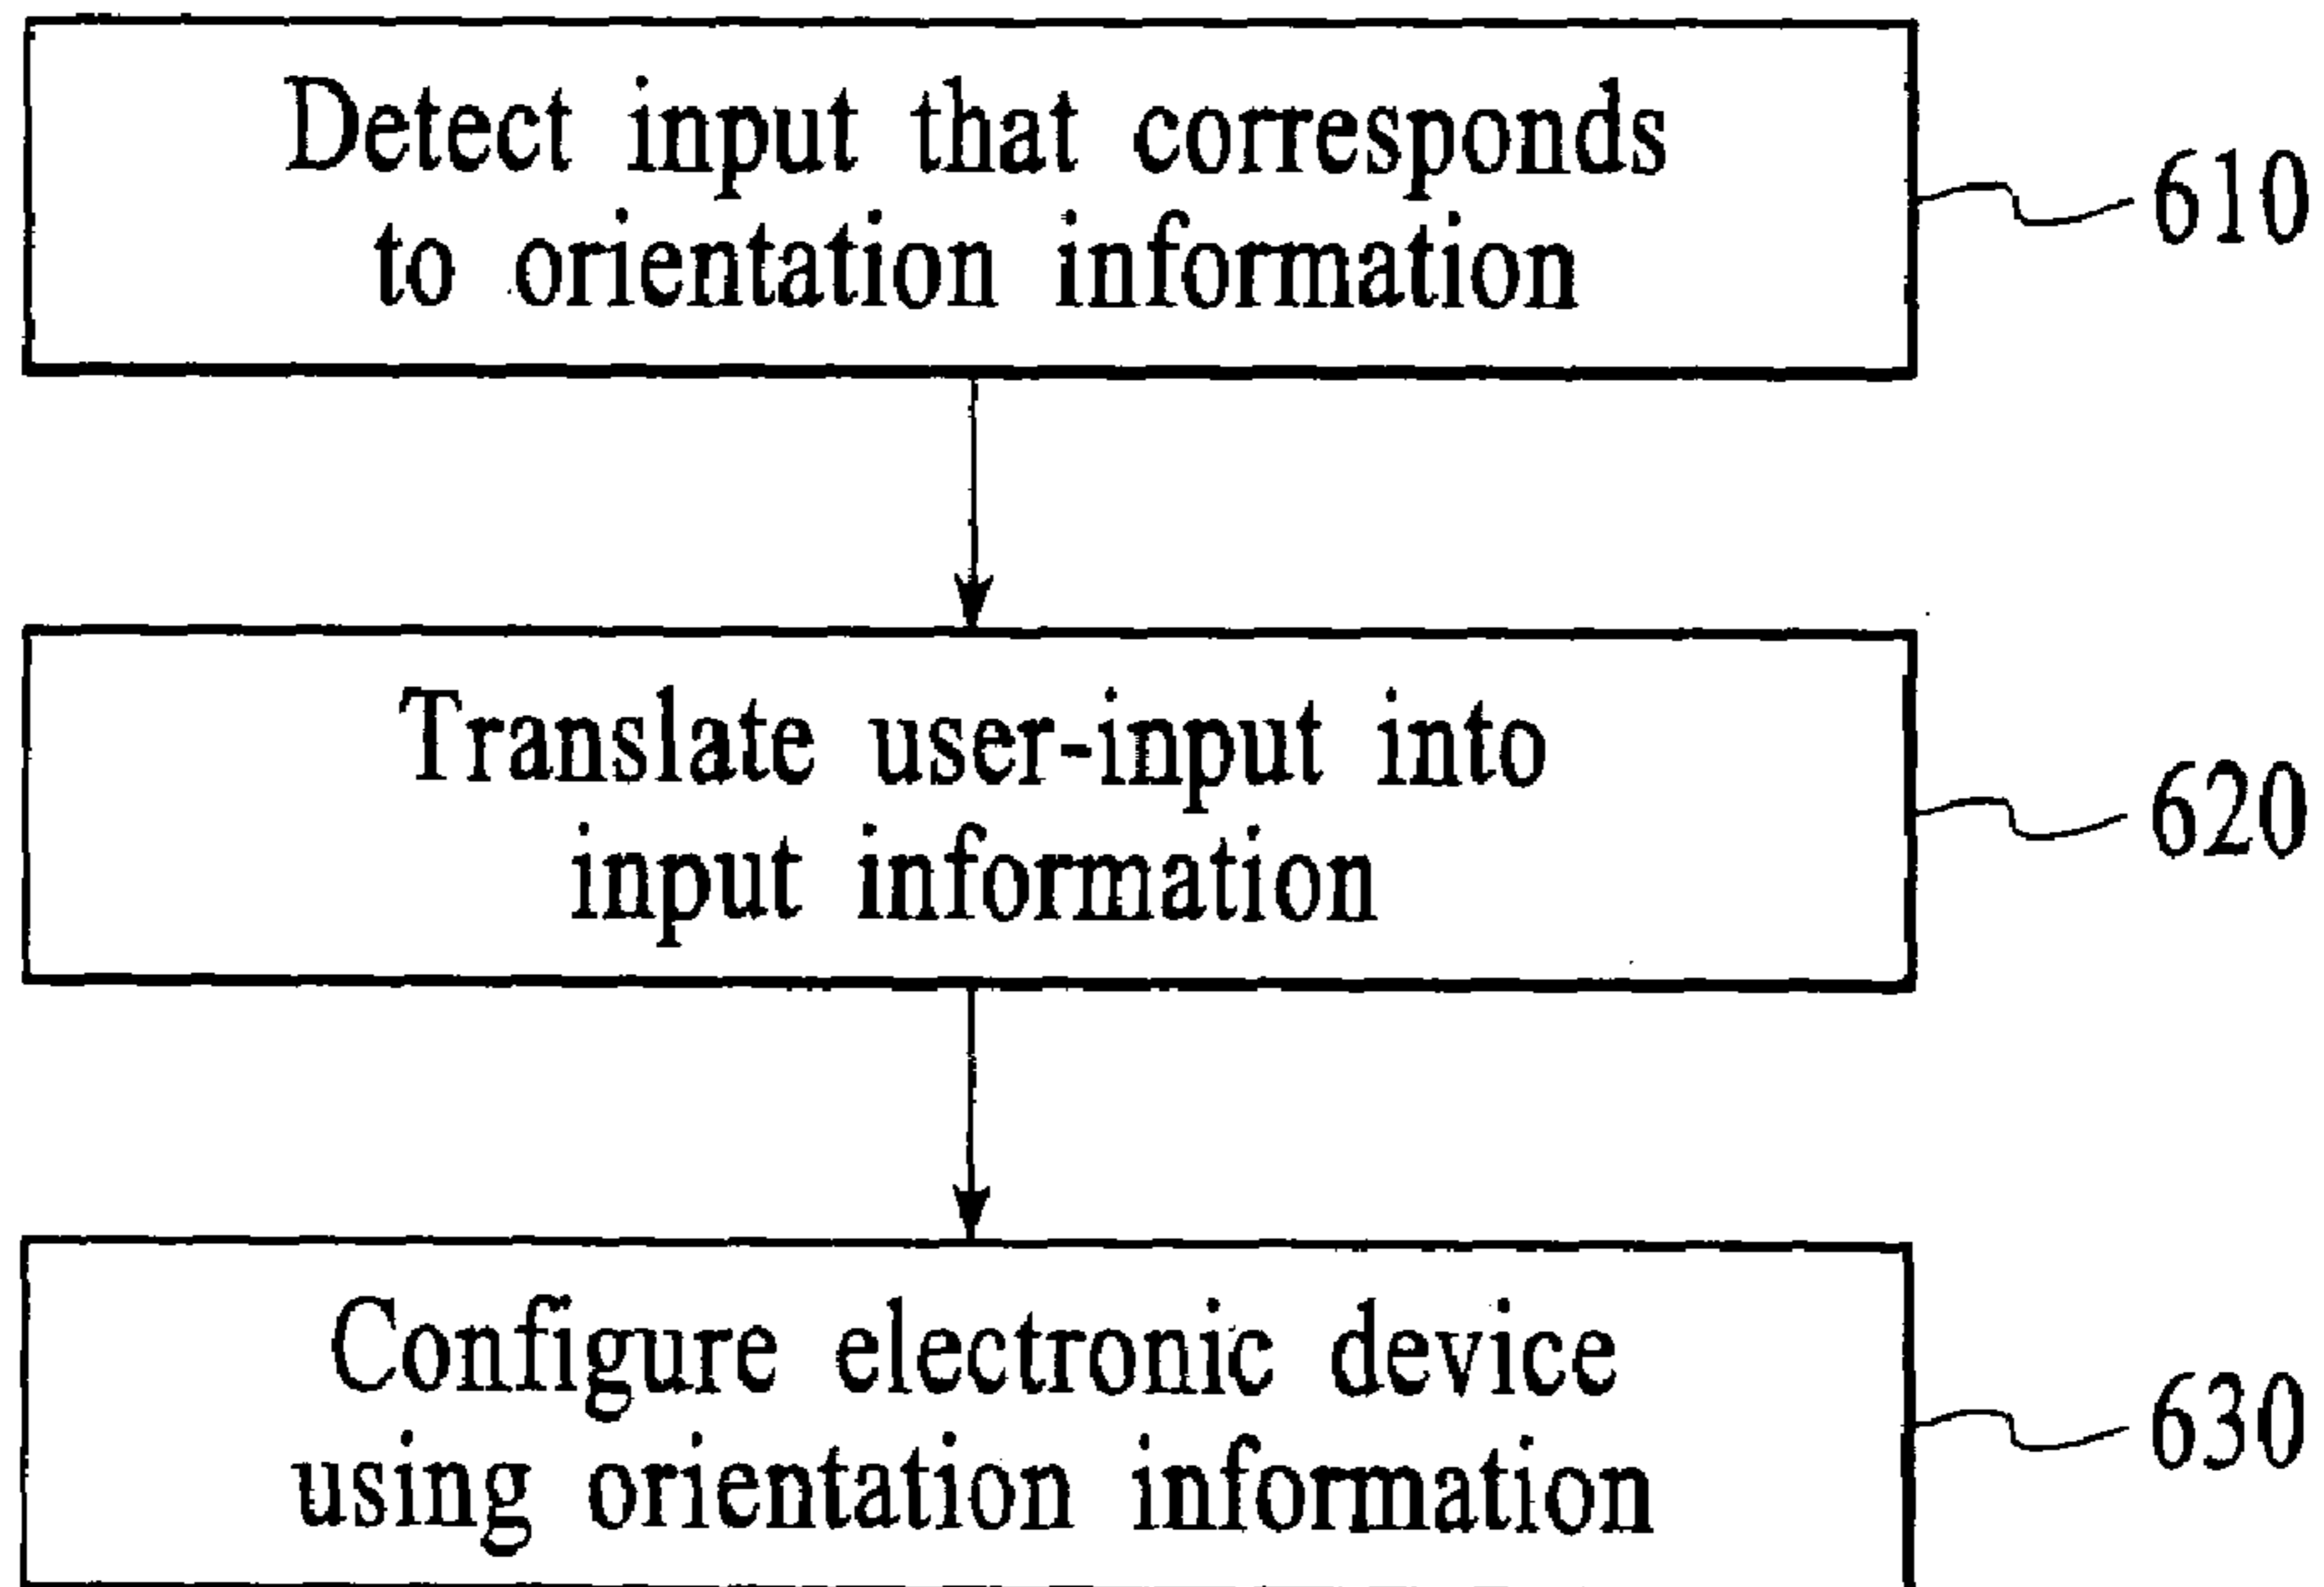 Detect input that corresponds
to orientation information
610
Translate user-input into
input information
620
Configure electronic device
using orientation information
630